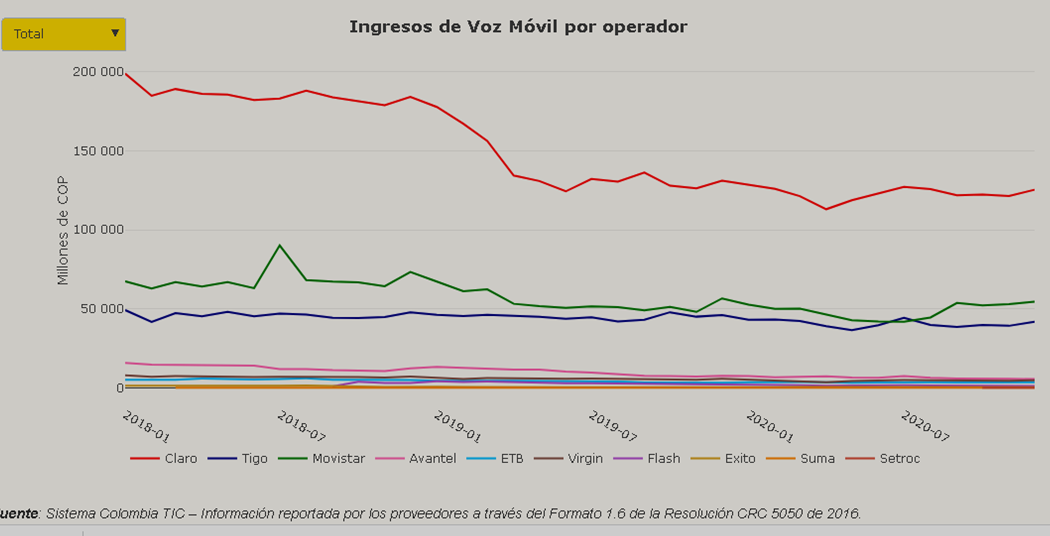 Total ▼
Ingresos de Voz Móvil por operador
Millones de COP
200 000
150 000
100 000
50 000
0
2018-01 2018-07 2019-01 2019-07 2020-01 2020-07
Claro Tigo Movistar Avantel ETB Virgin Flash Exito Suma Setroc
uente: Sistema Colombia TIC – Información reportada por los proveedores a través del Formato 1.6 de la Resolución CRC 5050 de 2016.